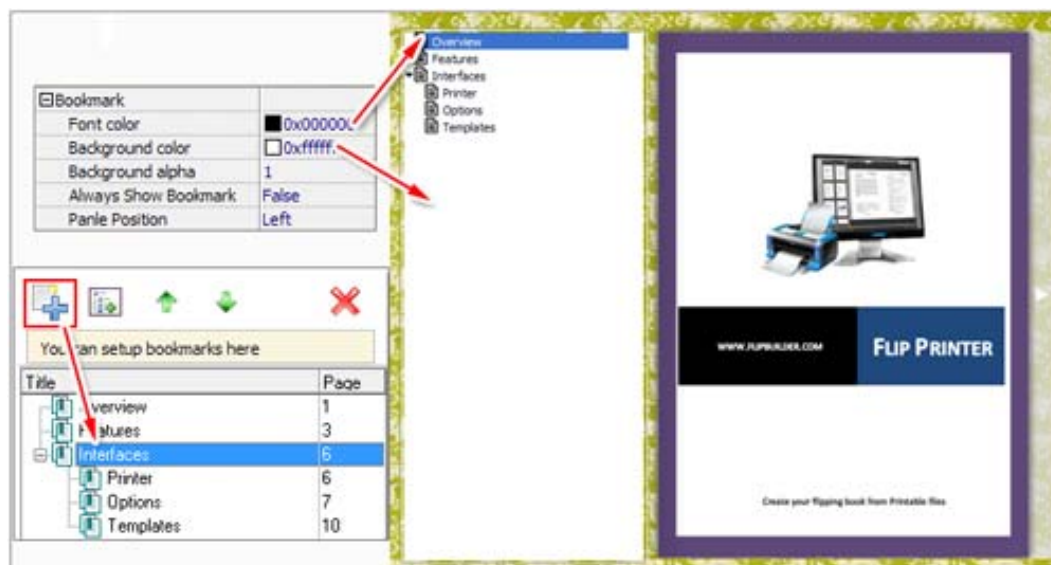 Bookmark
Font color 0x000000
Background color 0xfffff
Background alpha 1
Always Show Bookmark False
Panle Position Left
You can setup bookmarks here
Title Page
Overview 1
Features 3
Interfaces 6
Printer 6
Options 7
Templates 10
Overview
Features
Interfaces
Printer
Options
Templates
WWW.FLIPBUILDER.COM
FLIP PRINTER
Create your flipping book from Printable files